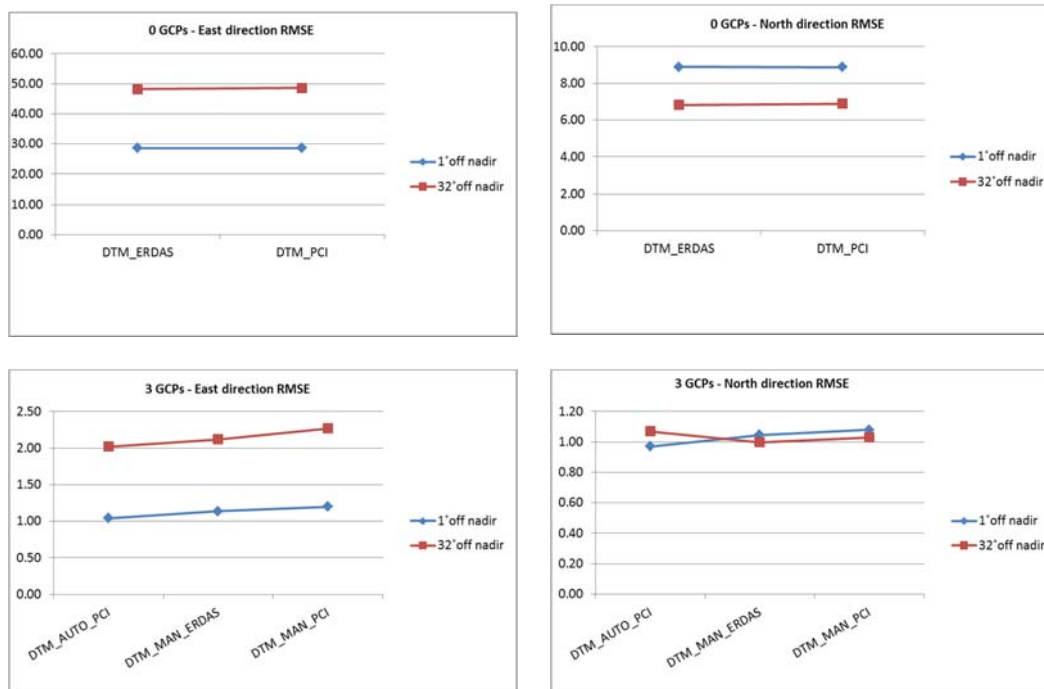 0 GCPs - East direction RMSE
60.00
50.00
40.00
30.00
20.00
10.00
0.00
DTM_ERDAS DTM_PCI
1˚off nadir
32˚off nadir
0 GCPs - North direction RMSE
10.00
8.00
6.00
4.00
2.00
0.00
DTM_ERDAS DTM_PCI
1˚off nadir
32˚off nadir
3 GCPs - East direction RMSE
2.50
2.00
1.50
1.00
0.50
0.00
DTM_AUTO_PCI
DTM_MAN_ERDAS
DTM_MAN_PCI
1˚off nadir
32˚off nadir
3 GCPs - North direction RMSE
1.20
1.00
0.80
0.60
0.40
0.20
0.00
DTM_AUTO_PCI
DTM_MAN_ERDAS
DTM_MAN_PCI
1˚off nadir
32˚off nadir